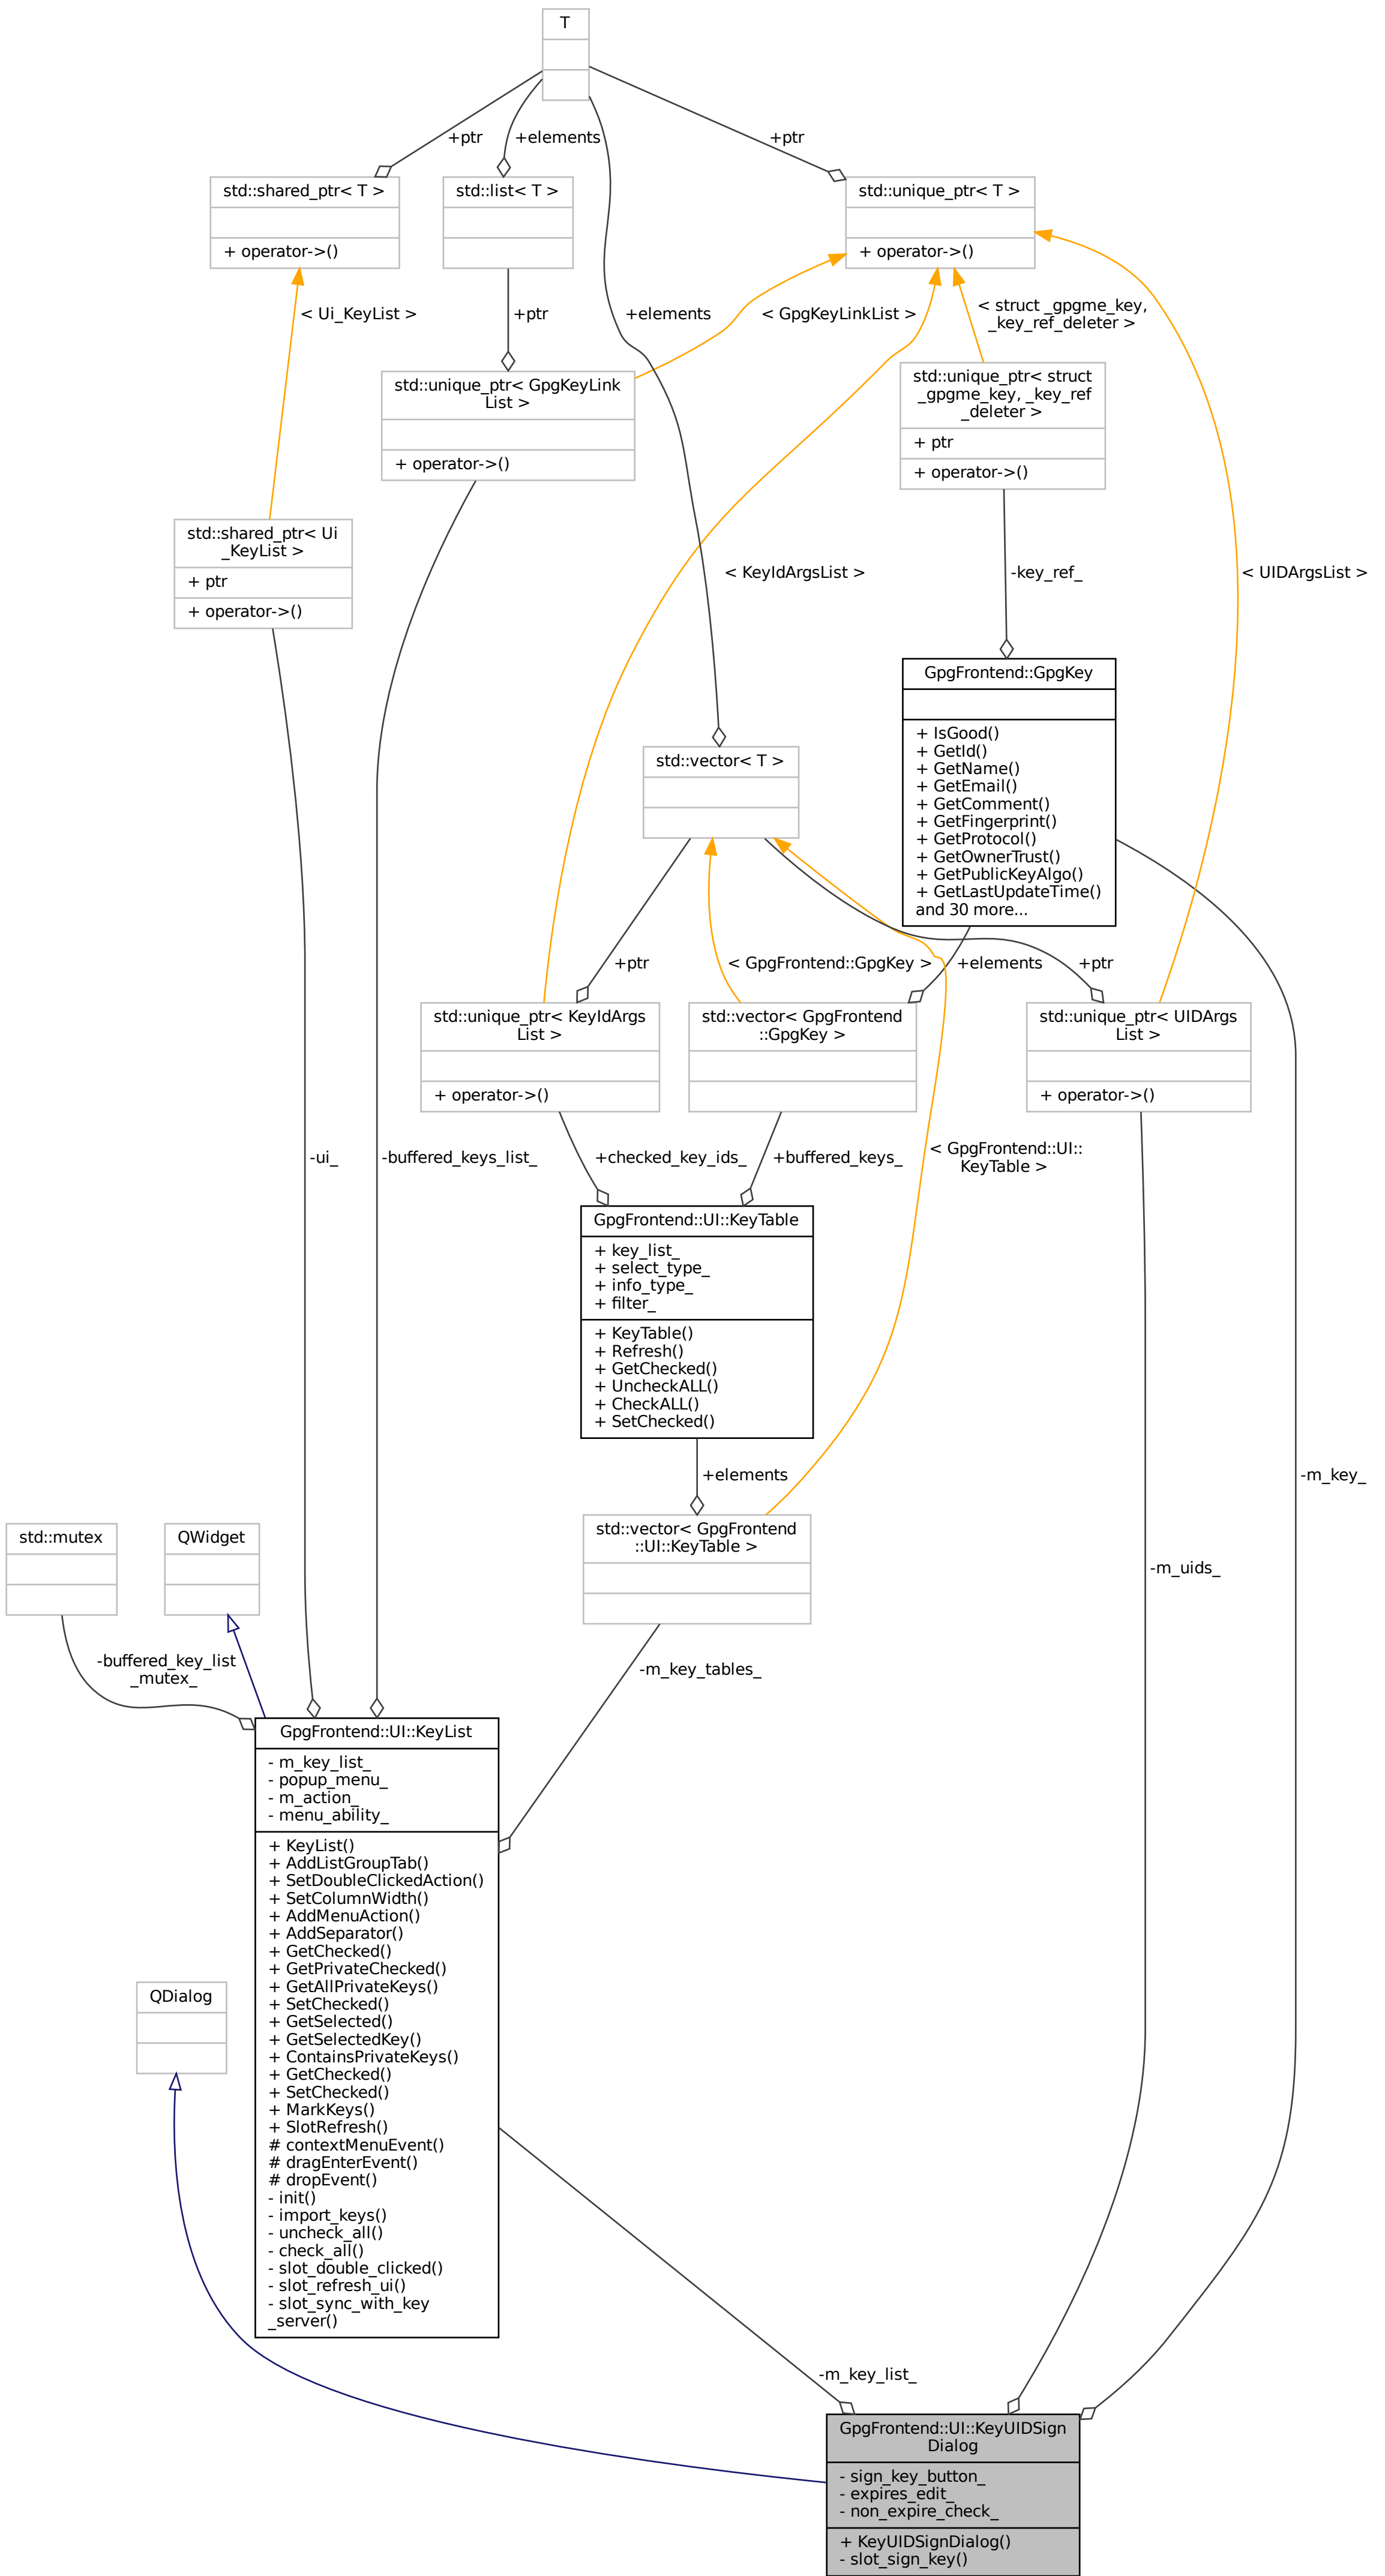 T
+ptr
+elements
+ptr
std::shared_ptr< T >
+ operator->()
std::list< T >
std::unique_ptr< T >
+ operator->()
< Ui_KeyList >
+ptr
+elements
< GpgKeyLinkList >
< struct _gpgme_key,
_key_ref_deleter >
std::unique_ptr< GpgKeyLink
List >
+ operator->()
std::unique_ptr< struct
_gpgme_key, _key_ref
_deleter >
+ ptr
+ operator->()
std::shared_ptr< Ui
_KeyList >
+ ptr
+ operator->()
< KeyIdArgsList >
-key_ref_
< UIDArgsList >
GpgFrontend::GpgKey
+ IsGood()
+ GetId()
+ GetName()
+ GetEmail()
+ GetComment()
+ GetFingerprint()
+ GetProtocol()
+ GetOwnerTrust()
+ GetPublicKeyAlgo()
+ GetLastUpdateTime()
and 30 more...
std::vector< T >
+ptr
< GpgFrontend::GpgKey >
+elements
+ptr
std::unique_ptr< KeyIdArgs
List >
+ operator->()
std::vector< GpgFrontend
::GpgKey >
std::unique_ptr< UIDArgs
List >
+ operator->()
-ui_
-buffered_keys_list_
+checked_key_ids_
+buffered_keys_
< GpgFrontend::UI::
KeyTable >
GpgFrontend::UI::KeyTable
+ key_list_
+ select_type_
+ info_type_
+ filter_
+ KeyTable()
+ Refresh()
+ GetChecked()
+ UncheckALL()
+ CheckALL()
+ SetChecked()
+elements
-m_key_
std::mutex
QWidget
std::vector< GpgFrontend
::UI::KeyTable >
-m_uids_
-buffered_key_list
_mutex_
-m_key_tables_
GpgFrontend::UI::KeyList
- m_key_list_
- popup_menu_
- m_action_
- menu_ability_
+ KeyList()
+ AddListGroupTab()
+ SetDoubleClickedAction()
+ SetColumnWidth()
+ AddMenuAction()
+ AddSeparator()
+ GetChecked()
+ GetPrivateChecked()
+ GetAllPrivateKeys()
+ SetChecked()
+ GetSelected()
+ GetSelectedKey()
+ ContainsPrivateKeys()
+ GetChecked()
+ SetChecked()
+ MarkKeys()
+ SlotRefresh()
# contextMenuEvent()
# dragEnterEvent()
# dropEvent()
- init()
- import_keys()
- uncheck_all()
- check_all()
- slot_double_clicked()
- slot_refresh_ui()
- slot_sync_with_key
_server()
QDialog
-m_key_list_
GpgFrontend::UI::KeyUIDSign
Dialog
- sign_key_button_
- expires_edit_
- non_expire_check_
+ KeyUIDSignDialog()
- slot_sign_key()